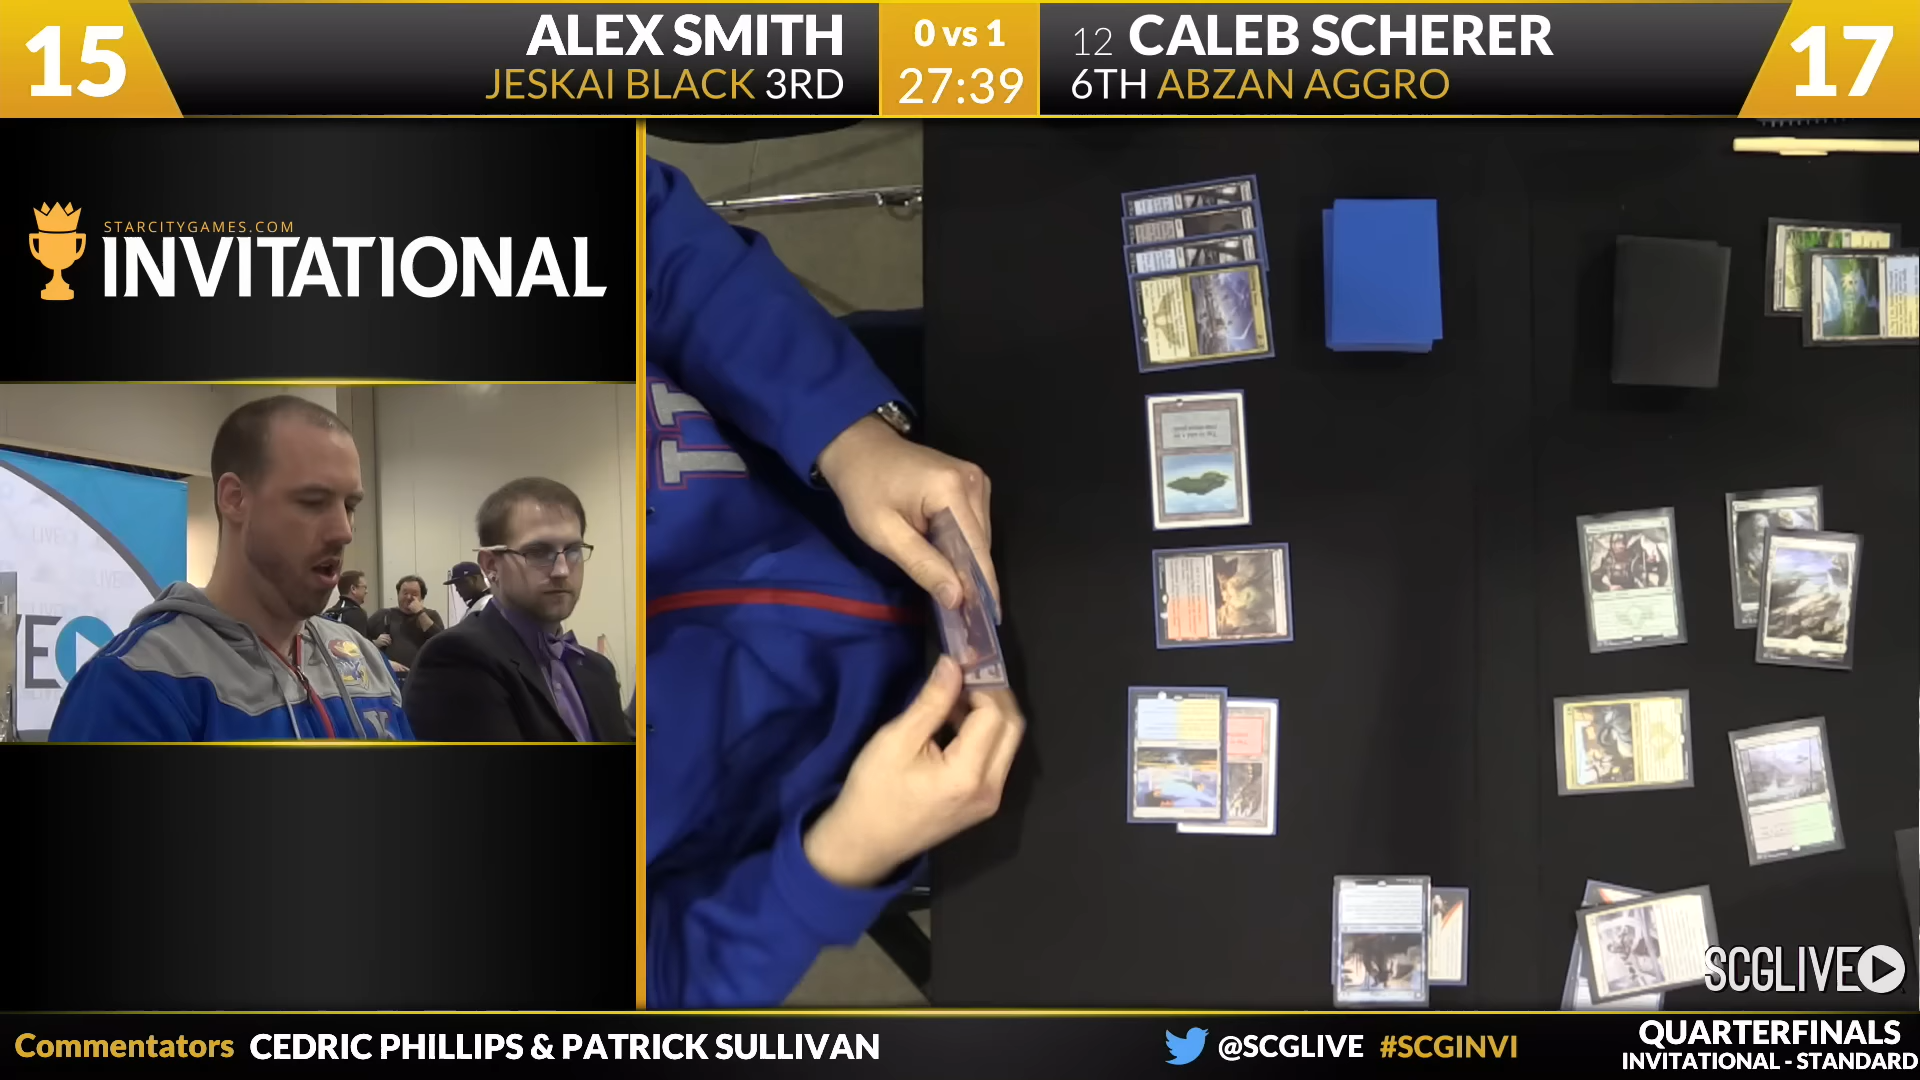 15
ALEX SMITH
JESKAI BLACK 3RD
0 vs 1
27:39
12 CALEB SCHERER
6TH ABZAN AGGRO
17
STARCITYGAMES.COM
INVITATIONAL
SCGLIVE
Commentators CEDRIC PHILLIPS & PATRICK SULLIVAN
@SCGLIVE #SCGINVI
QUARTERFINALS
INVITATIONAL - STANDARD